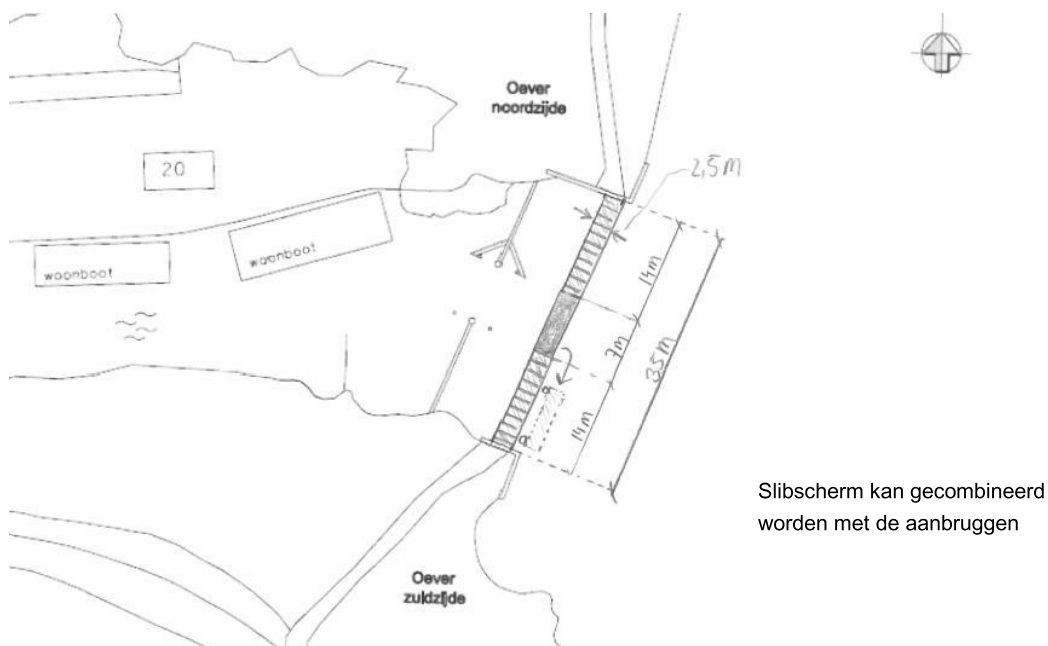 Oever
noordzijde
2,5m
20
woonboot
woonboot
14m
7m
35m
14m
Slibscherm kan gecombineerd
worden met de aanbruggen
Oever
zuidzijde